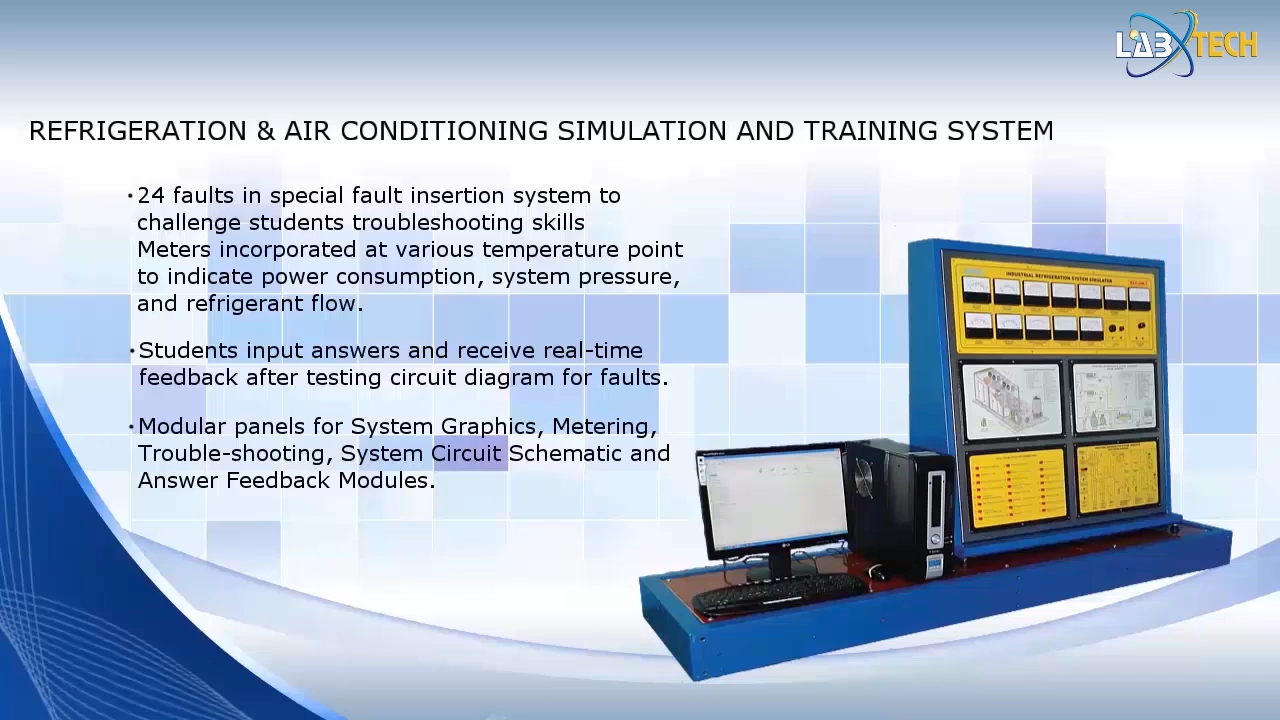 LABTECH
REFRIGERATION & AIR CONDITIONING SIMULATION AND TRAINING SYSTEM
·24 faults in special fault insertion system to
challenge students troubleshooting skills
Meters incorporated at various temperature point
to indicate power consumption, system pressure,
and refrigerant flow.
·Students input answers and receive real-time
feedback after testing circuit diagram for faults.
·Modular panels for System Graphics, Metering,
Trouble-shooting, System Circuit Schematic and
Answer Feedback Modules.
INDUSTRIAL REFRIGERATION SYSTEM SIMULATOR